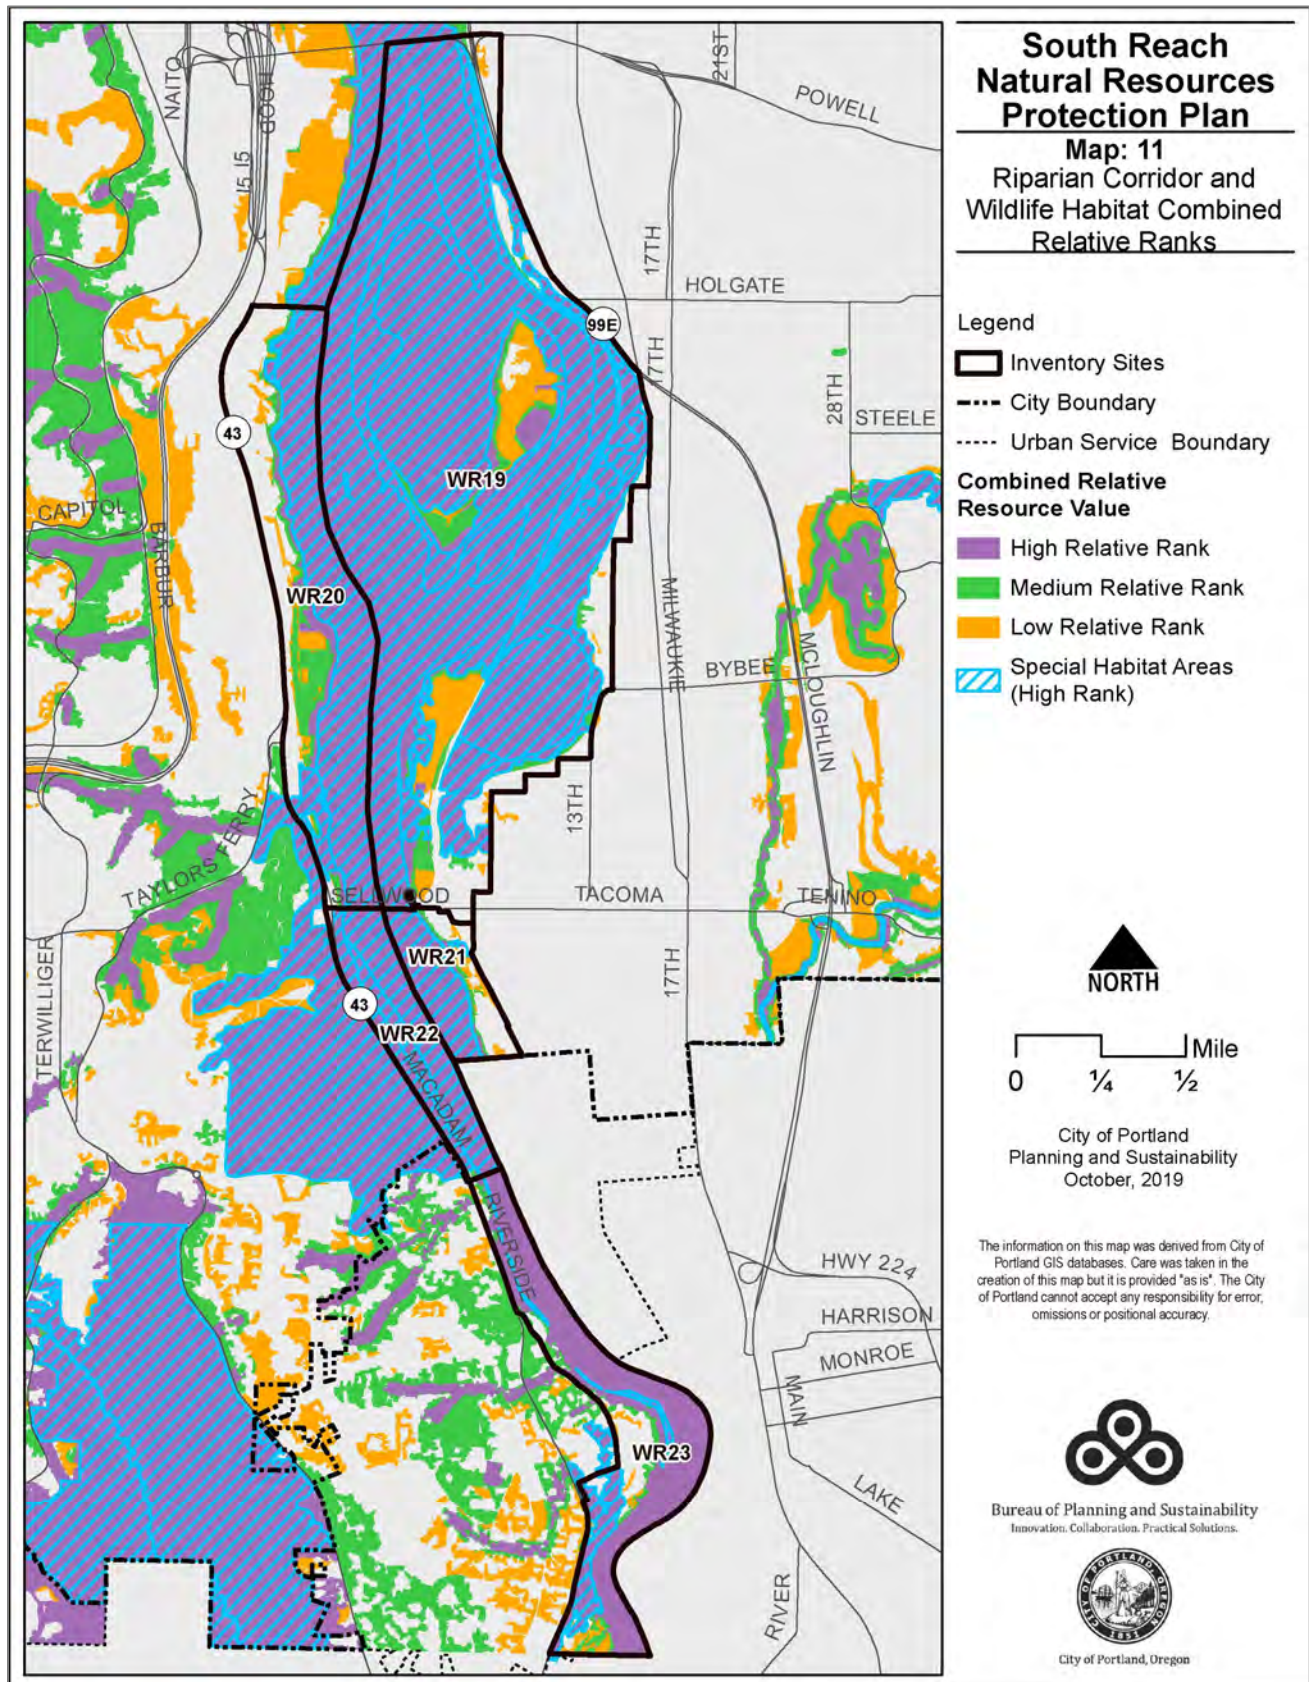 South Reach
Natural Resources
Protection Plan
Map: 11
Riparian Corridor and
Wildlife Habitat Combined
Relative Ranks
Legend
Inventory Sites
City Boundary
Urban Service Boundary
Combined Relative
Resource Value
High Relative Rank
Medium Relative Rank
Low Relative Rank
Special Habitat Areas
(High Rank)
NORTH
Mile
0 ¼ ½
City of Portland
Planning and Sustainability
October, 2019
The information on this map was derived from City of
Portland GIS databases. Care was taken in the
creation of this map but it is provided "as is". The City
of Portland cannot accept any responsibility for error,
omissions or positional accuracy.
Bureau of Planning and Sustainability
Innovation. Collaboration. Practical Solutions.
CITY OF PORTLAND, OREGON
1851
City of Portland, Oregon
NAITO
HOOD
I5 I5
21ST
POWELL
17TH
HOLGATE
99E
17TH
28TH
STEELE
43
WR19
CAPITOL
BARBUR
WR20
MILWAUKIE
BYBEE
MCLOUGHLIN
13TH
TAYLORS FERRY
SELLWOOD
TACOMA
TENINO
WR21
TERWILLIGER
17TH
43
WR22
MACADAM
RIVERSIDE
HWY 224
HARRISON
MONROE
MAIN
WR23
LAKE
RIVER